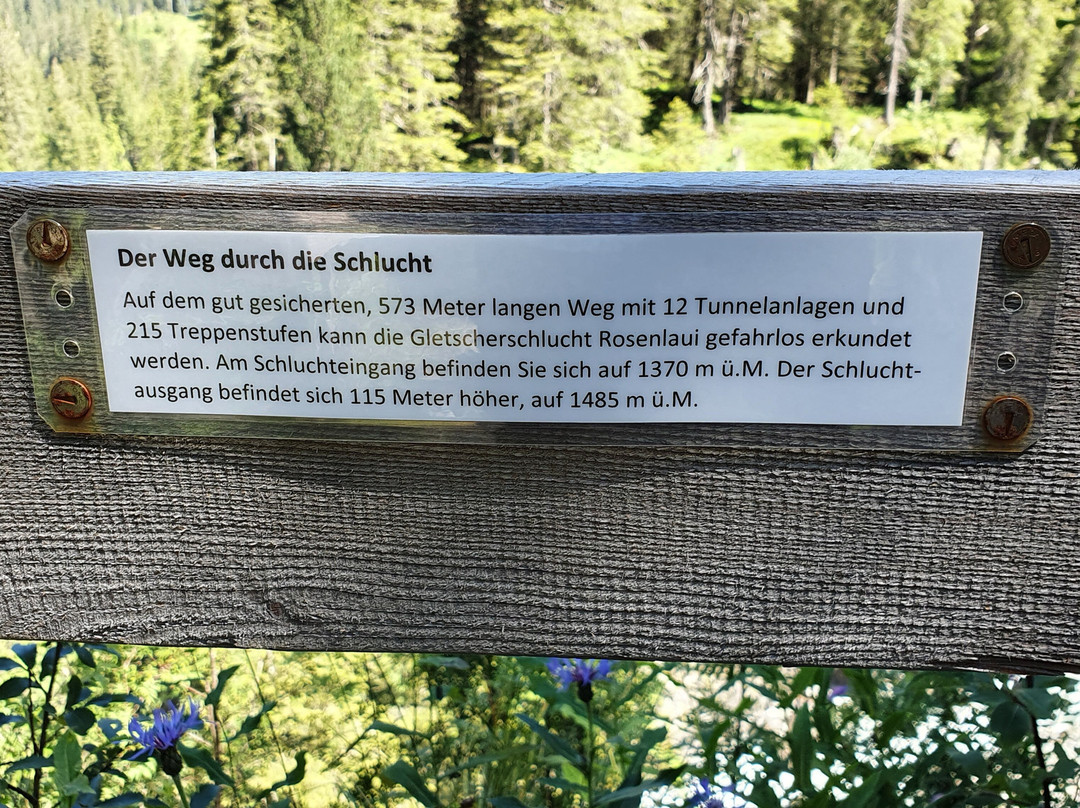 Der Weg durch die Schlucht
Auf dem gut gesicherten, 573 Meter langen Weg mit 12 Tunnelanlagen und
215 Treppenstufen kann die Gletscherschlucht Rosenlaui gefahrlos erkundet
werden. Am Schluchteingang befinden Sie sich auf 1370 m ü.M. Der Schlucht-
ausgang befindet sich 115 Meter höher, auf 1485 m ü.M.